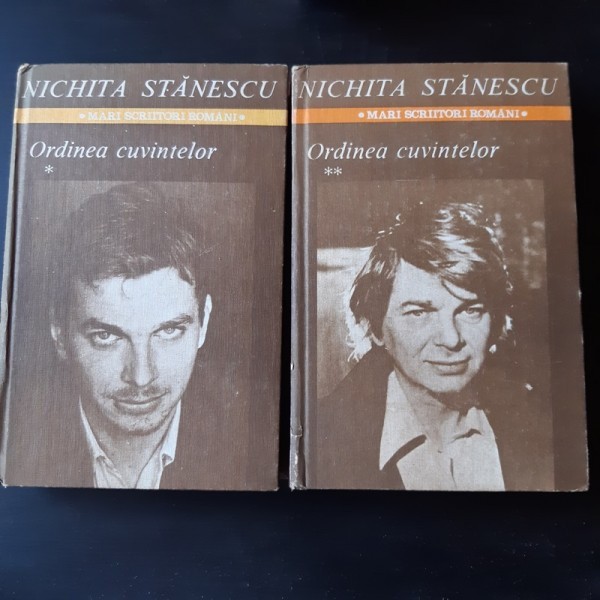 NICHITA STĂNESCU
• MARI SCRIITORI ROMÂNI •
Ordinea cuvintelor
*
NICHITA STĂNESCU
• MARI SCRIITORI ROMÂNI •
Ordinea cuvintelor
**